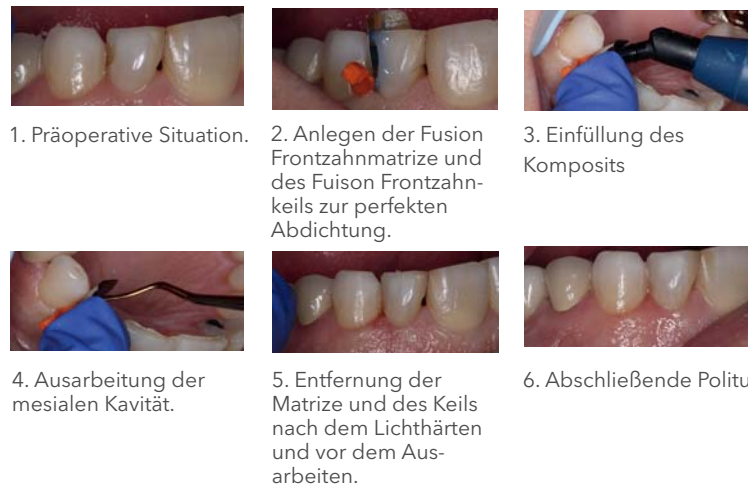 1. Präoperative Situation.
2. Anlegen der Fusion
Frontzahnmatrize und
des Fuison Frontzahn-
keils zur perfekten
Abdichtung.
3. Einfüllung des
Komposits
4. Ausarbeitung der
mesialen Kavität.
5. Entfernung der
Matrize und des Keils
nach dem Lichthärten
und vor dem Aus-
arbeiten.
6. Abschließende Politu